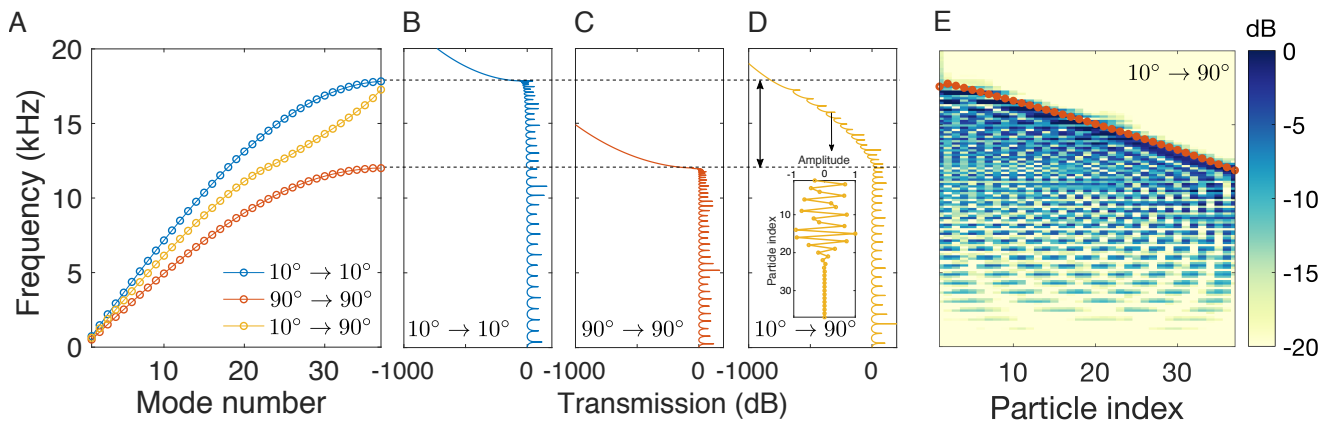 A
B
C
D
E
Frequency (kHz)
20
15
10
5
0
10 20 30
Mode number
10° → 10°
90° → 90°
10° → 90°
10° → 10°
-1000 0
90° → 90°
-1000 0
Transmission (dB)
10° → 90°
-1000 0
Amplitude
-1 0 1
Particle index
10
20
30
10° → 90°
10 20 30
Particle index
dB
0
-5
-10
-15
-20